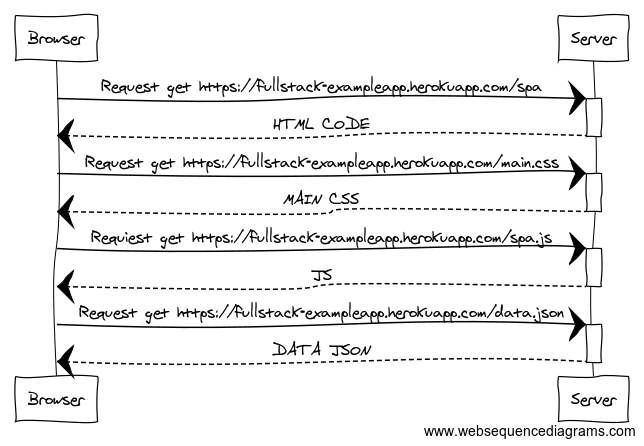 Browser
Server
Request get https://fullstack-exampleapp.herokuapp.com/spa
HTML CODE
Request get https://fullstack-exampleapp.herokuapp.com/main.css
MAIN CSS
Requiest get https://fullstack-exampleapp.herokuapp.com/spa.js
JS
Request get https://fullstack-exampleapp.herokuapp.com/data.json
DATA JSON
Browser
Server
www.websequencediagrams.com